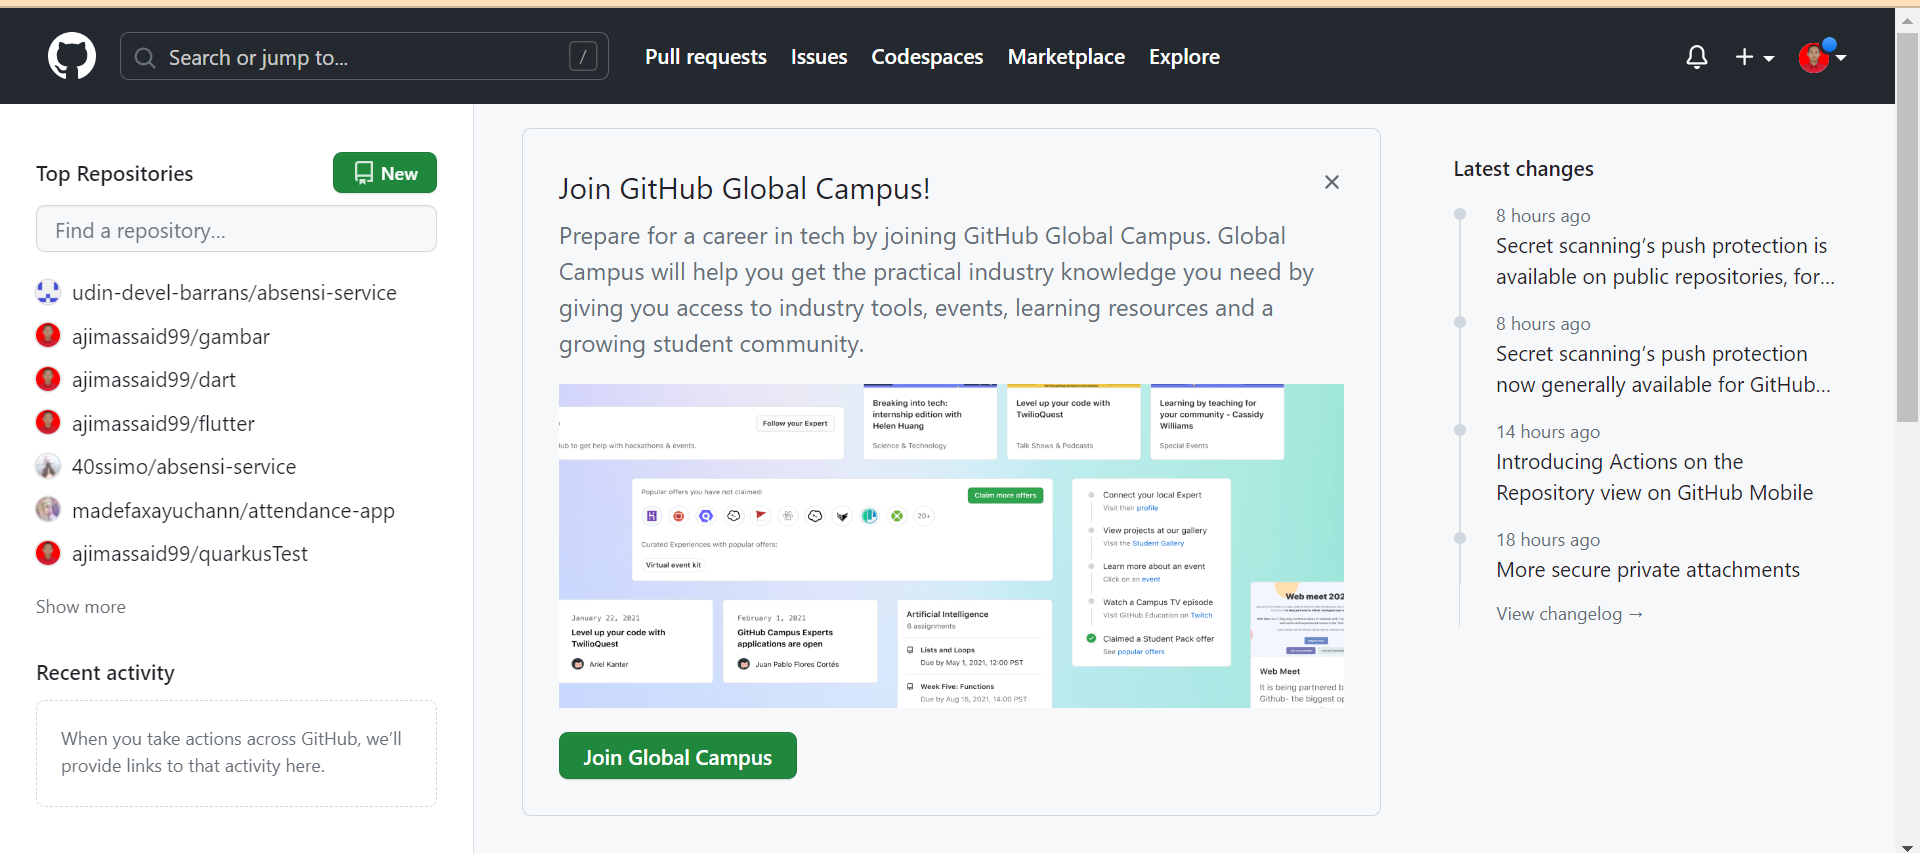 Search or jump to...
/
Pull requests
Issues
Codespaces
Marketplace
Explore
Top Repositories
New
Find a repository...
udin-devel-barrans/absensi-service
ajimassaid99/gambar
ajimassaid99/dart
ajimassaid99/flutter
40ssimo/absensi-service
madefaxayuchann/attendance-app
ajimassaid99/quarkusTest
Show more
Recent activity
When you take actions across GitHub, we’ll
provide links to that activity here.
Join GitHub Global Campus!
Prepare for a career in tech by joining GitHub Global Campus. Global
Campus will help you get the practical industry knowledge you need by
giving you access to industry tools, events, learning resources and a
growing student community.
Follow your Expert
to get help with hackathons & events.
Breaking into tech:
internship edition with
Helen Huang
Science & Technology
Level up your code with
TwilioQuest
Talk Shows & Podcasts
Learning by teaching for
your community - Cassidy
Williams
Special Events
Popular offers you have not claimed:
Claim more offers
20+
Curated Experiences with popular offers:
Virtual event kit
Connect your local Expert
Visit their profile
View projects at our gallery
Visit the Student Gallery
Learn more about an event
Click on an event
Watch a Campus TV episode
Visit GitHub Education on Twitch
Claimed a Student Pack offer
See popular offers
January 22, 2021
Level up your code with
TwilioQuest
Ariel Kanter
February 1, 2021
GitHub Campus Experts
applications are open
Juan Pablo Flores Cortés
Artificial Intelligence
6 assignments
Lists and Loops
Due by May 1, 2021, 12:00 PST
Week Five: Functions
Due by Aug 15, 2021, 14:00 PST
Web meet 202
Web Meet
It is being partnered b
Github- the biggest op
Join Global Campus
Latest changes
8 hours ago
Secret scanning’s push protection is
available on public repositories, for...
8 hours ago
Secret scanning’s push protection
now generally available for GitHub...
14 hours ago
Introducing Actions on the
Repository view on GitHub Mobile
18 hours ago
More secure private attachments
View changelog →